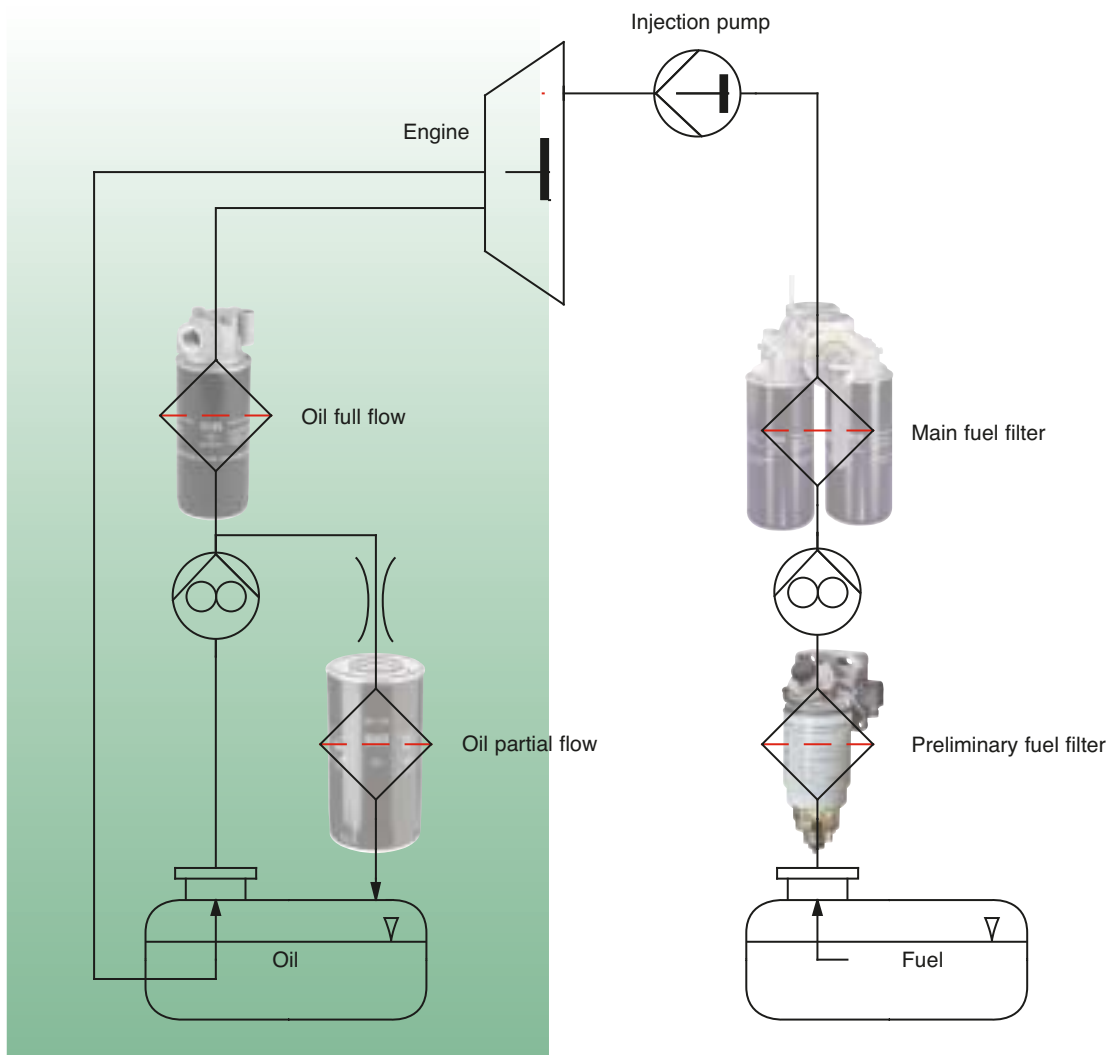 Injection pump
Engine
Oil full flow
Main fuel filter
Oil partial flow
Preliminary fuel filter
Oil
Fuel